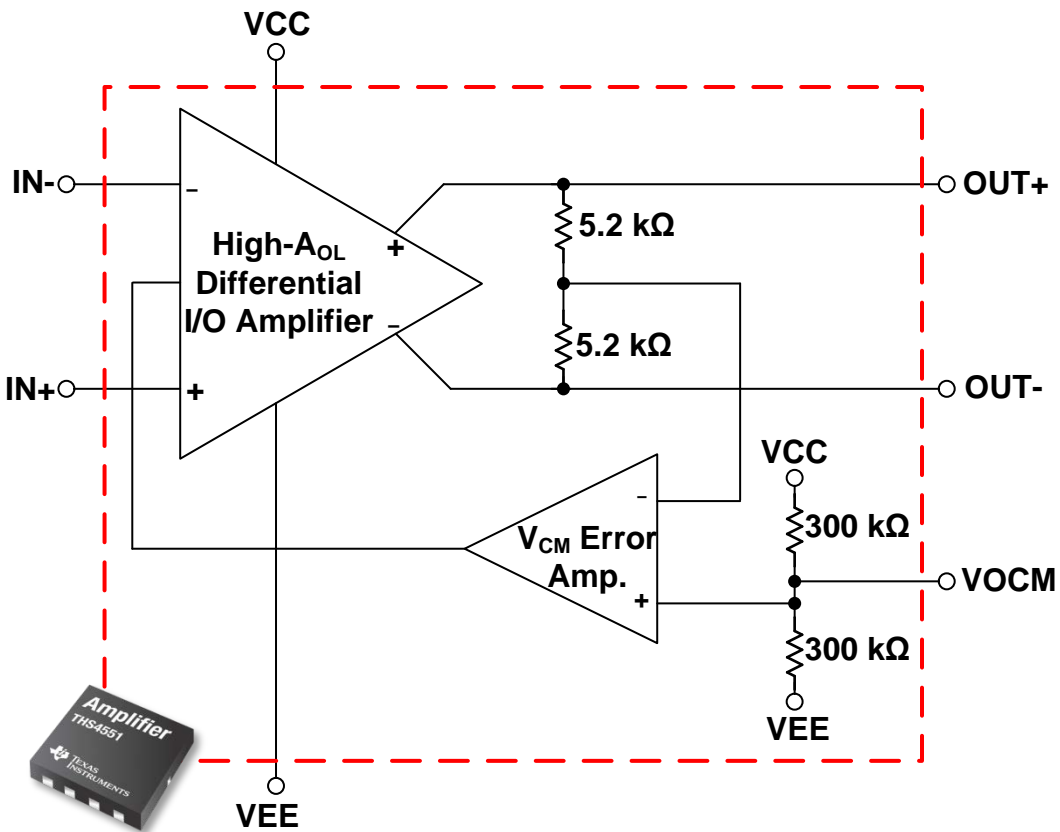 VCC
IN-
–
High-AOL
Differential
I/O Amplifier
+
–
IN+
+
OUT+
5.2 kΩ
5.2 kΩ
OUT-
VCC
–
VCM Error
Amp.
+
300 kΩ
VOCM
300 kΩ
VEE
Amplifier
THS4551
TEXAS
INSTRUMENTS
VEE